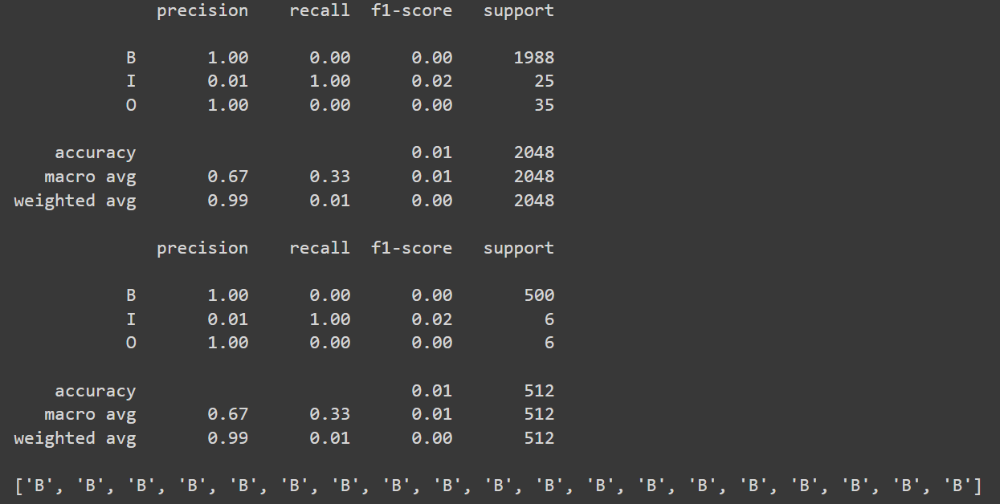 precision recall f1-score support
B 1.00 0.00 0.00 1988
I 0.01 1.00 0.02 25
O 1.00 0.00 0.00 35
accuracy 0.01 2048
macro avg 0.67 0.33 0.01 2048
weighted avg 0.99 0.01 0.00 2048
precision recall f1-score support
B 1.00 0.00 0.00 500
I 0.01 1.00 0.02 6
O 1.00 0.00 0.00 6
accuracy 0.01 512
macro avg 0.67 0.33 0.01 512
weighted avg 0.99 0.01 0.00 512
['B', 'B', 'B', 'B', 'B', 'B', 'B', 'B', 'B', 'B', 'B', 'B', 'B', 'B', 'B', 'B', 'B', 'B', 'B']